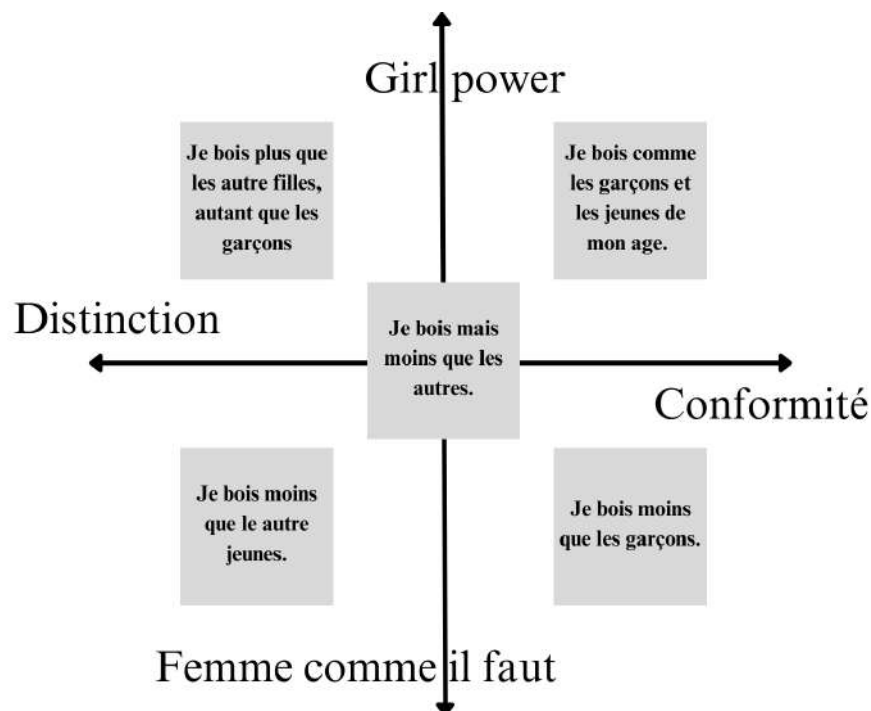 Girl power
Je bois plus que
les autre filles,
autant que les
garçons
Je bois comme
les garçons et
les jeunes de
mon age.
Distinction
Je bois mais
moins que les
autres.
Conformité
Je bois moins
que le autre
jeunes.
Je bois moins
que les garçons.
Femme comme il faut